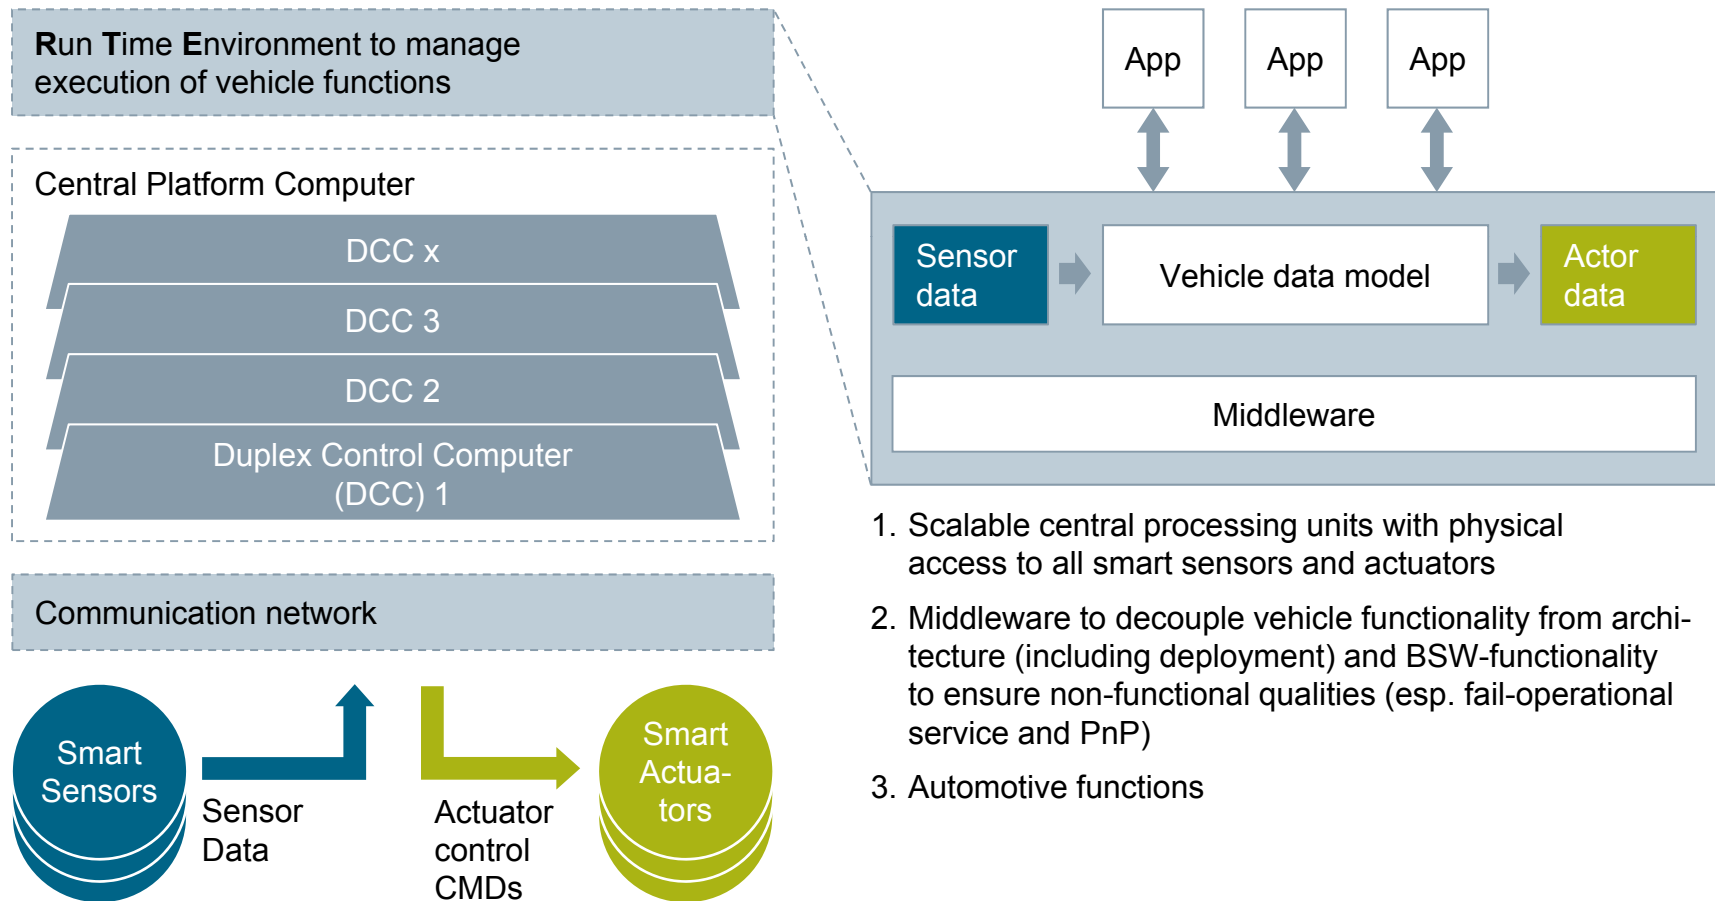 Run Time Environment to manage
execution of vehicle functions
Central Platform Computer
DCC x
DCC 3
DCC 2
Duplex Control Computer
(DCC) 1
Communication network
Smart
Sensors
Sensor
Data
Actuator
control
CMDs
Smart
Actua-
tors
App
App
App
Sensor
data
Vehicle data model
Actor
data
Middleware
1. Scalable central processing units with physical
access to all smart sensors and actuators
2. Middleware to decouple vehicle functionality from archi-
tecture (including deployment) and BSW-functionality
to ensure non-functional qualities (esp. fail-operational
service and PnP)
3. Automotive functions